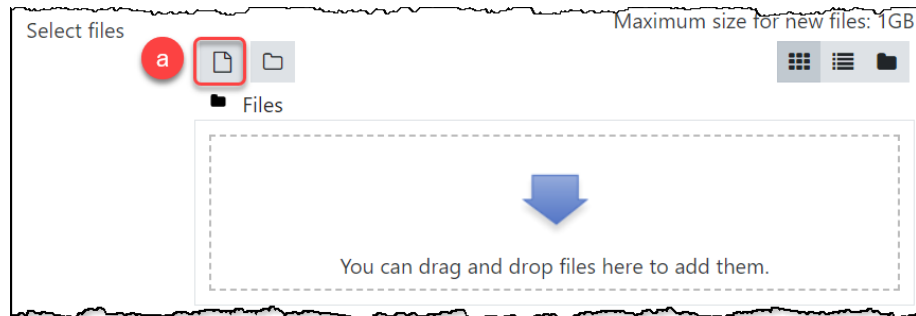 Maximum size for new files: 1GB
Select files
a
Files
You can drag and drop files here to add them.